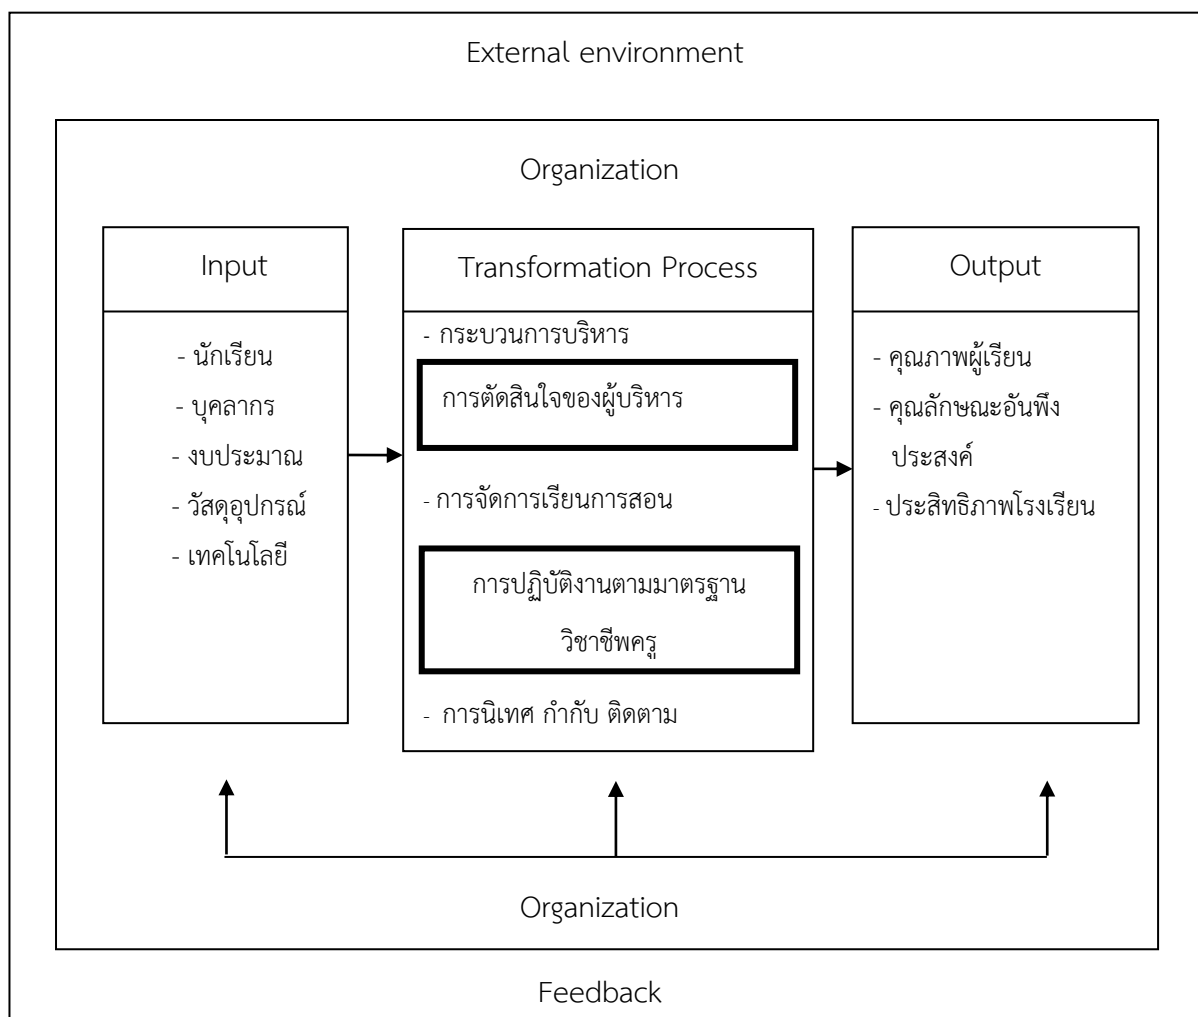 External environment
Organization
Input
- นักเรียน
- บุคลากร
- งบประมาณ
- วัสดุอุปกรณ์
- เทคโนโลยี
Transformation Process
- กระบวนการบริหาร
การตัดสินใจของผู้บริหาร
- การจัดการเรียนการสอน
การปฏิบัติงานตามมาตรฐาน
วิชาชีพครู
- การนิเทศ กำกับ ติดตาม
Output
- คุณภาพผู้เรียน
- คุณลักษณะอันพึง
ประสงค์
- ประสิทธิภาพโรงเรียน
Organization
Feedback